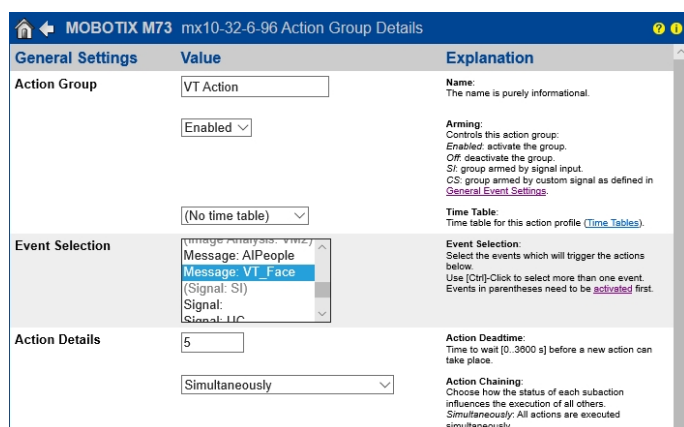 MOBOTIX M73 mx10-32-6-96 Action Group Details
? i
General Settings Value Explanation
Action Group
VT Action
Name:
The name is purely informational.
Enabled
Arming:
Controls this action group:
Enabled: activate the group.
Off: deactivate the group.
SI: group armed by signal input.
CS: group armed by custom signal as defined in
General Event Settings.
(No time table)
Time Table:
Time table for this action profile (Time Tables).
Event Selection
(Image Analysis: VM2)
Message: AIPeople
Message: VT_Face
(Signal: SI)
Signal:
Signal: UC
Event Selection:
Select the events which will trigger the actions
below.
Use [Ctrl]-Click to select more than one event.
Events in parentheses need to be activated first.
Action Details
5
Action Deadtime:
Time to wait [0..3600 s] before a new action can
take place.
Simultaneously
Action Chaining:
Choose how the status of each subaction
influences the execution of all others.
Simultaneously: All actions are executed
simultaneously.